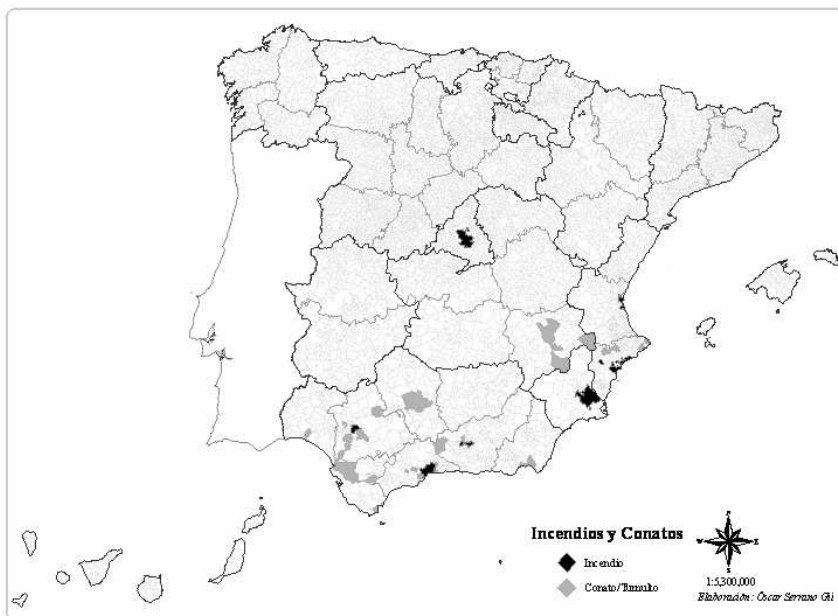 Incendios y Conatos
Incendio
Conato/Tumulto
N
W
E
S
1:5,300,000
Elaboración: Óscar Serrano Gil